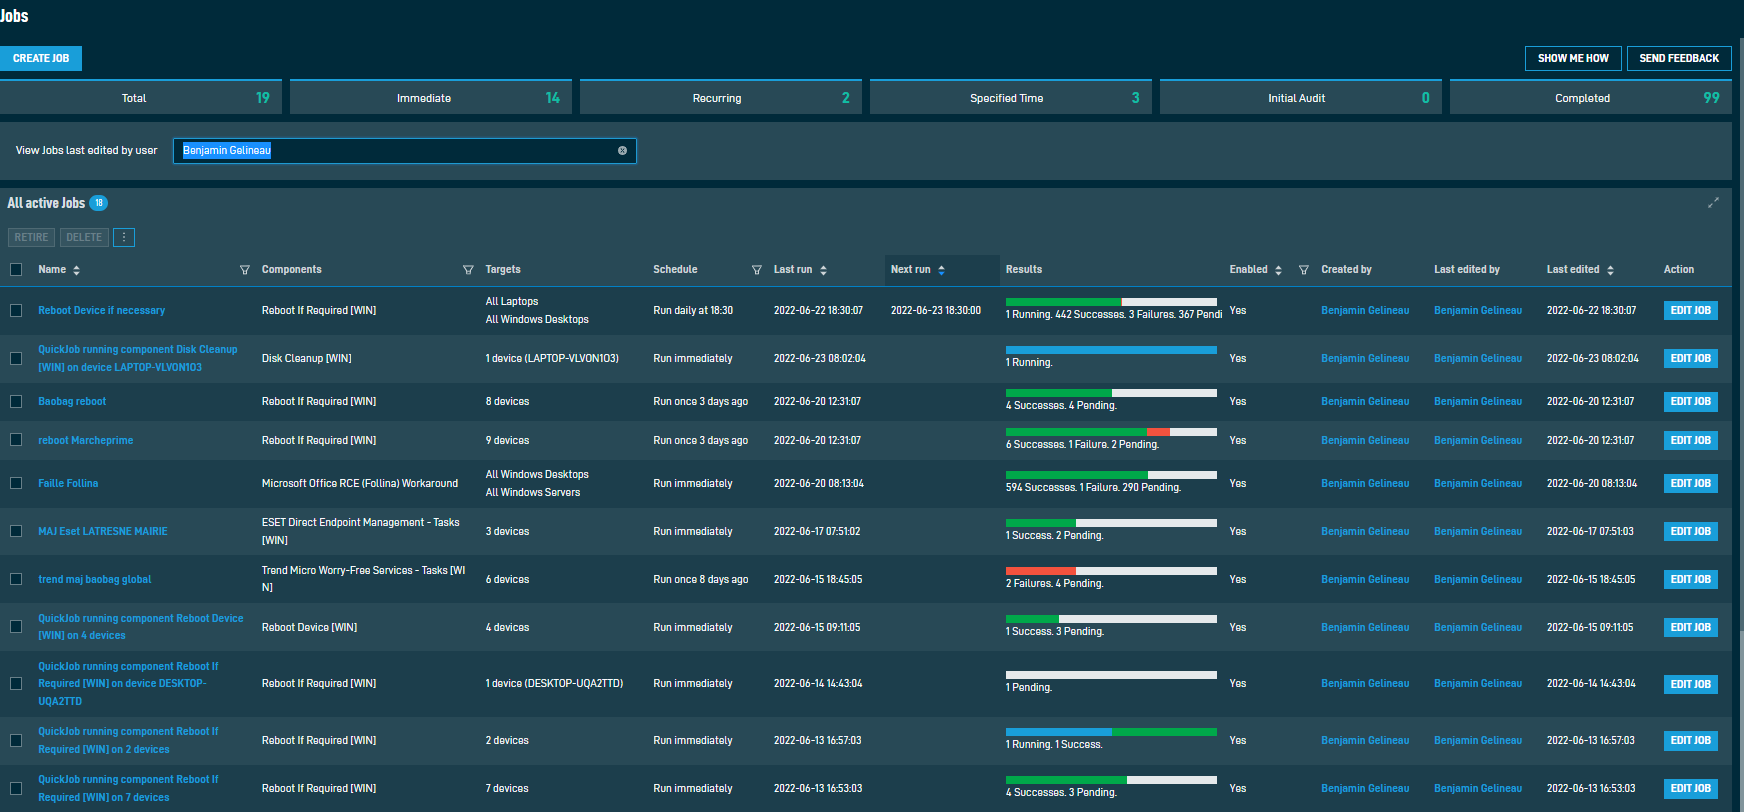 Jobs
CREATE JOB
SHOW ME HOW
SEND FEEDBACK
Total 19
Immediate 14
Recurring 2
Specified Time 3
Initial Audit 0
Completed 99
View Jobs last edited by user
Benjamin Gelineau
All active Jobs 18
RETIRE DELETE
Name Components Targets Schedule Last run Next run Results Enabled Created by Last edited by Last edited Action
Reboot Device if necessary
Reboot If Required [WIN]
All Laptops
All Windows Desktops
Run daily at 18:30
2022-06-22 18:30:07
2022-06-23 18:30:00
1 Running. 442 Successes. 3 Failures. 367 Pendi
Yes
Benjamin Gelineau
Benjamin Gelineau
2022-06-22 18:30:07
EDIT JOB
QuickJob running component Disk Cleanup
[WIN] on device LAPTOP-VLVON1O3
Disk Cleanup [WIN]
1 device (LAPTOP-VLVON1O3)
Run immediately
2022-06-23 08:02:04
1 Running.
Yes
Benjamin Gelineau
Benjamin Gelineau
2022-06-23 08:02:04
EDIT JOB
Baobag reboot
Reboot If Required [WIN]
8 devices
Run once 3 days ago
2022-06-20 12:31:07
4 Successes. 4 Pending.
Yes
Benjamin Gelineau
Benjamin Gelineau
2022-06-20 12:31:07
EDIT JOB
reboot Marcheprime
Reboot If Required [WIN]
9 devices
Run once 3 days ago
2022-06-20 12:31:07
6 Successes. 1 Failure. 2 Pending.
Yes
Benjamin Gelineau
Benjamin Gelineau
2022-06-20 12:31:07
EDIT JOB
Faille Follina
Microsoft Office RCE (Follina) Workaround
All Windows Desktops
All Windows Servers
Run immediately
2022-06-20 08:13:04
594 Successes. 1 Failure. 290 Pending.
Yes
Benjamin Gelineau
Benjamin Gelineau
2022-06-20 08:13:04
EDIT JOB
MAJ Eset LATRESNE MAIRIE
ESET Direct Endpoint Management - Tasks
[WIN]
3 devices
Run immediately
2022-06-17 07:51:02
1 Success. 2 Pending.
Yes
Benjamin Gelineau
Benjamin Gelineau
2022-06-17 07:51:03
EDIT JOB
trend maj baobag global
Trend Micro Worry-Free Services - Tasks [WI
N]
6 devices
Run once 8 days ago
2022-06-15 18:45:05
2 Failures. 4 Pending.
Yes
Benjamin Gelineau
Benjamin Gelineau
2022-06-15 18:45:05
EDIT JOB
QuickJob running component Reboot Device
[WIN] on 4 devices
Reboot Device [WIN]
4 devices
Run immediately
2022-06-15 09:11:05
1 Success. 3 Pending.
Yes
Benjamin Gelineau
Benjamin Gelineau
2022-06-15 09:11:05
EDIT JOB
QuickJob running component Reboot If
Required [WIN] on device DESKTOP-
UQA2TTD
Reboot If Required [WIN]
1 device (DESKTOP-UQA2TTD)
Run immediately
2022-06-14 14:43:04
1 Pending.
Yes
Benjamin Gelineau
Benjamin Gelineau
2022-06-14 14:43:04
EDIT JOB
QuickJob running component Reboot If
Required [WIN] on 2 devices
Reboot If Required [WIN]
2 devices
Run immediately
2022-06-13 16:57:03
1 Running. 1 Success.
Yes
Benjamin Gelineau
Benjamin Gelineau
2022-06-13 16:57:03
EDIT JOB
QuickJob running component Reboot If
Required [WIN] on 7 devices
Reboot If Required [WIN]
7 devices
Run immediately
2022-06-13 16:53:03
4 Successes. 3 Pending.
Yes
Benjamin Gelineau
Benjamin Gelineau
2022-06-13 16:53:03
EDIT JOB